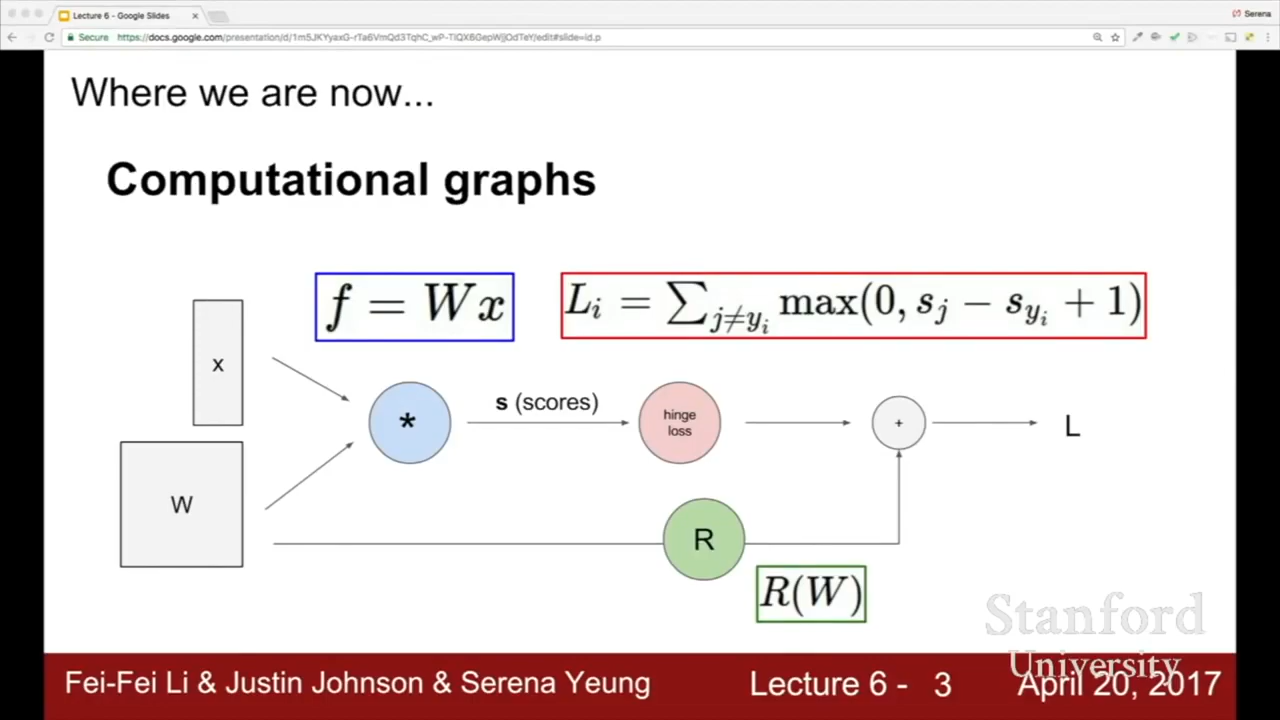 Lecture 6 - Google Slides
Serena
Secure https://docs.google.com/presentation/d/1m5JKYyaxG-rTa6VmQd3TqhC_wP-TIQX6GepWjjOdTeY/edit#slide=id.p
Where we are now...
Computational graphs
f = Wx
L_i = ∑_{j≠y_i} max(0, s_j − s_{y_i} + 1)
x
s (scores)
*
hinge
loss
+
L
W
R
R(W)
Stanford
University
Fei-Fei Li & Justin Johnson & Serena Yeung
Lecture 6 - 3
April 20, 2017